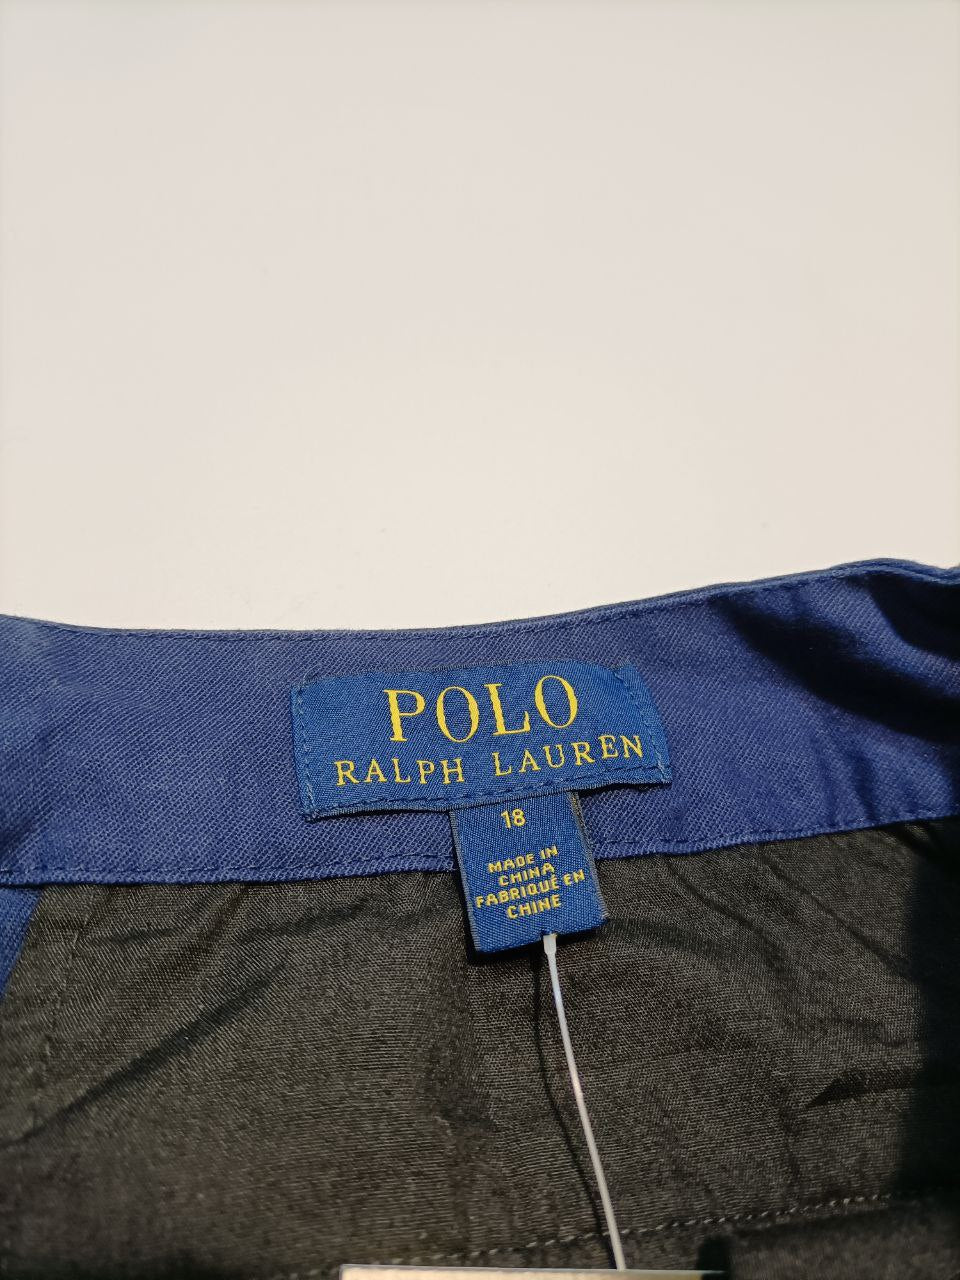 POLO
RALPH LAUREN
18
MADE IN
CHINA
FABRIQUÉ EN
CHINE